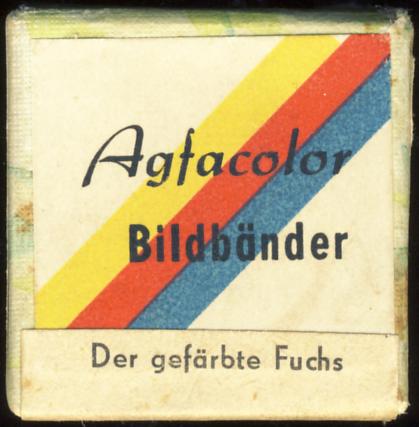 Agfacolor
Bildbänder
Der gefärbte Fuchs